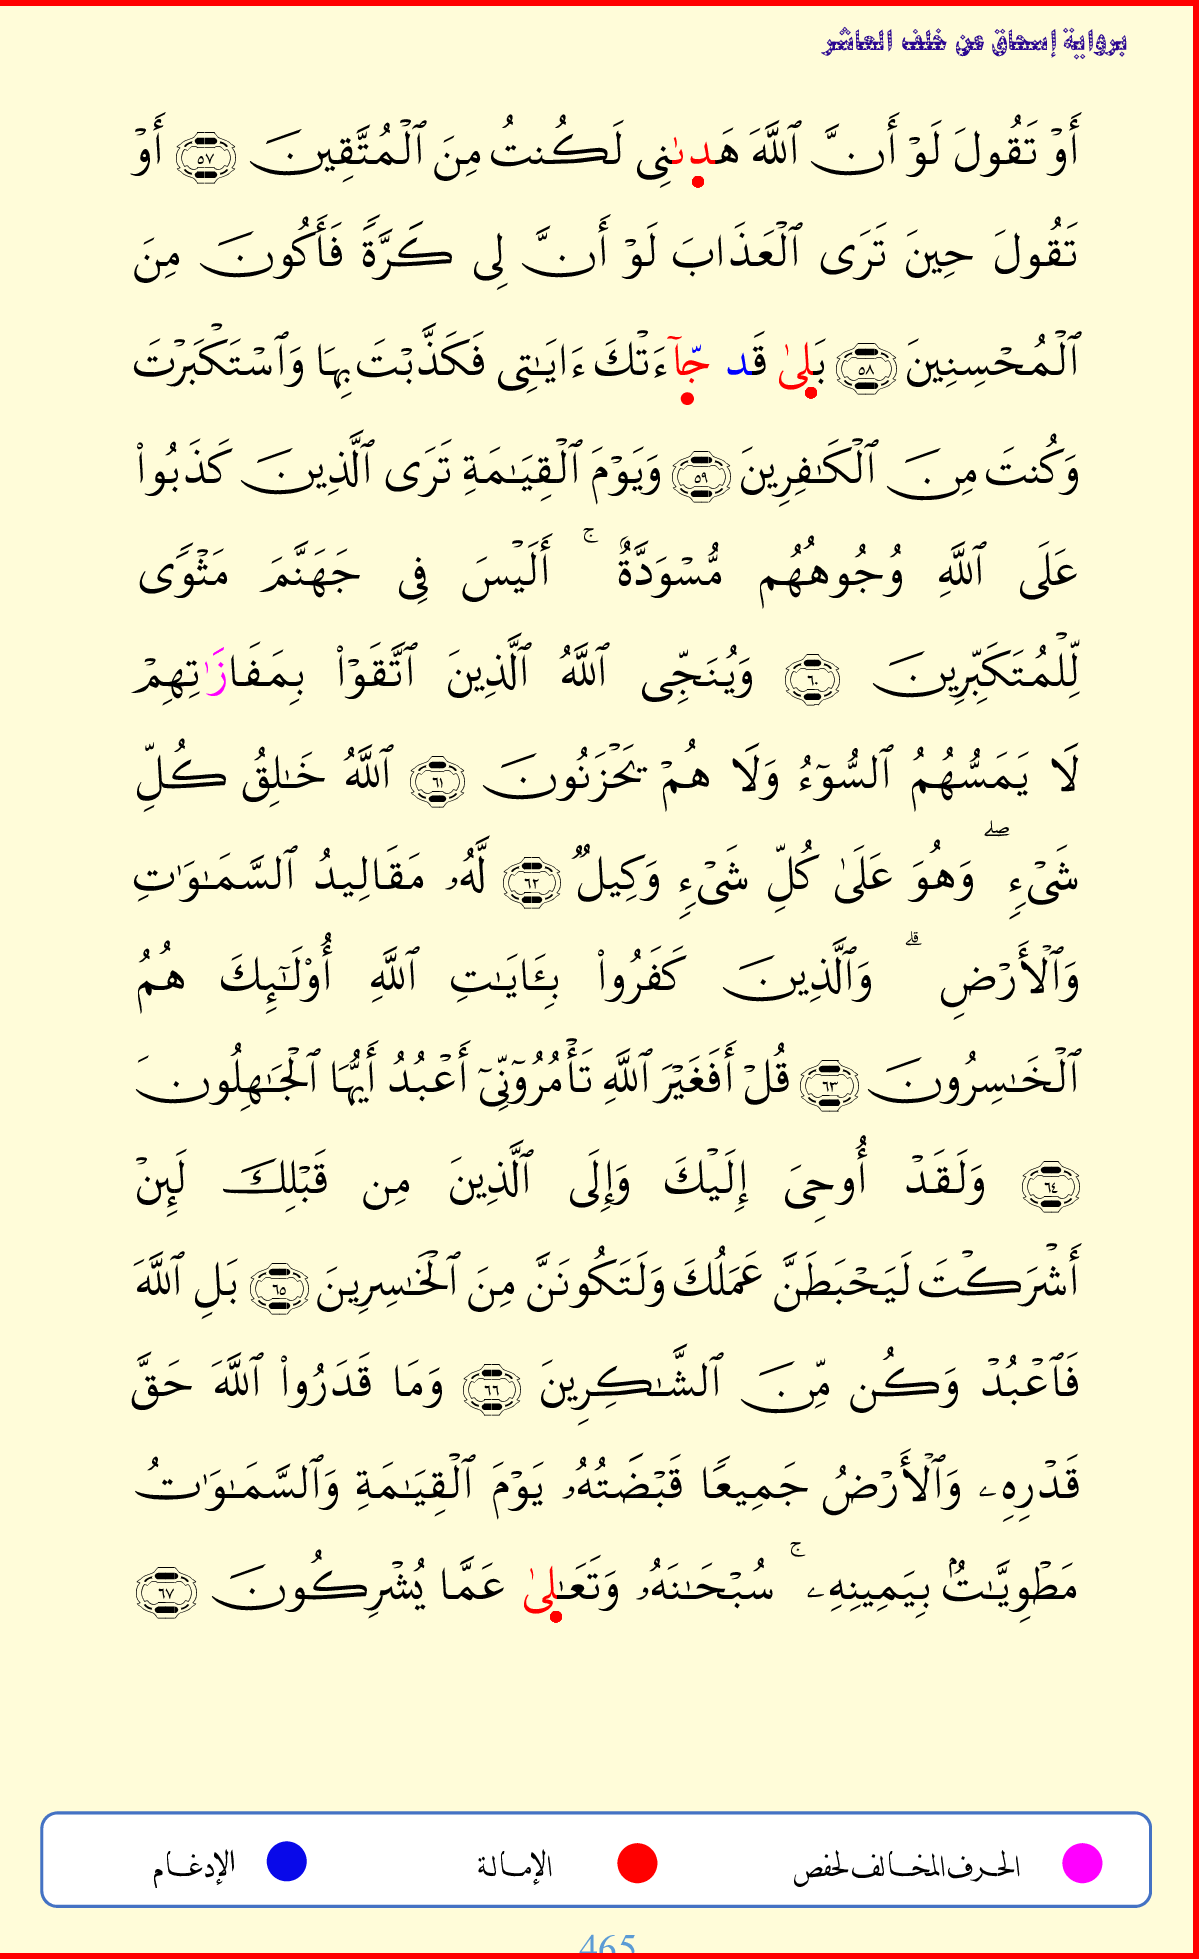 برواية إسحاق عن خلف العاشر
أَوۡ تَقُولَ لَوۡ أَنَّ ٱللَّهَ هَدِىٰنِى لَكُنتُ مِنَ ٱلۡمُتَّقِينَ ٥٧ أَوۡ
تَقُولَ حِينَ تَرَى ٱلۡعَذَابَ لَوۡ أَنَّ لِى كَرَّةً فَأَكُونَ مِنَ
ٱلۡمُحۡسِنِينَ ٥٨ بَلِىٰ قَد جِّآءَتۡكَ ءَايَـٰتِى فَكَذَّبۡتَ بِهَا وَٱسۡتَكۡبَرۡتَ
وَكُنتَ مِنَ ٱلۡكَـٰفِرِينَ ٥٩ وَيَوۡمَ ٱلۡقِيَـٰمَةِ تَرَى ٱلَّذِينَ كَذَبُواْ
عَلَى ٱللَّهِ وُجُوهُهُم مُّسۡوَدَّةٌ ۚ أَلَيۡسَ فِى جَهَنَّمَ مَثۡوًى
لِّلۡمُتَكَبِّرِينَ ٦٠ وَيُنَجِّى ٱللَّهُ ٱلَّذِينَ ٱتَّقَوۡاْ بِمَفَازَٰتِهِمۡ
لَا يَمَسُّهُمُ ٱلسُّوٓءُ وَلَا هُمۡ يَحۡزَنُونَ ٦١ ٱللَّهُ خَـٰلِقُ كُلِّ
شَىۡءٍ ۖ وَهُوَ عَلَىٰ كُلِّ شَىۡءٍ وَكِيلٌ ٦٢ لَّهُۥ مَقَالِيدُ ٱلسَّمَـٰوَٰتِ
وَٱلۡأَرۡضِ ۗ وَٱلَّذِينَ كَفَرُواْ بِـَٔايَـٰتِ ٱللَّهِ أُوْلَـٰٓئِكَ هُمُ
ٱلۡخَـٰسِرُونَ ٦٣ قُلۡ أَفَغَيۡرَ ٱللَّهِ تَأۡمُرُوٓنِّىٓ أَعۡبُدُ أَيُّهَا ٱلۡجَـٰهِلُونَ
٦٤ وَلَقَدۡ أُوحِىَ إِلَيۡكَ وَإِلَى ٱلَّذِينَ مِن قَبۡلِكَ لَئِنۡ
أَشۡرَكۡتَ لَيَحۡبَطَنَّ عَمَلُكَ وَلَتَكُونَنَّ مِنَ ٱلۡخَـٰسِرِينَ ٦٥ بَلِ ٱللَّهَ
فَٱعۡبُدۡ وَكُن مِّنَ ٱلشَّـٰكِرِينَ ٦٦ وَمَا قَدَرُواْ ٱللَّهَ حَقَّ
قَدۡرِهِۦ وَٱلۡأَرۡضُ جَمِيعًا قَبۡضَتُهُۥ يَوۡمَ ٱلۡقِيَـٰمَةِ وَٱلسَّمَـٰوَٰتُ
مَطۡوِيَّـٰتٌۢ بِيَمِينِهِۦ ۚ سُبۡحَـٰنَهُۥ وَتَعَـٰلِىٰ عَمَّا يُشۡرِكُونَ ٦٧
الحرف المخالف لحفص الإمالة الإدغام
465